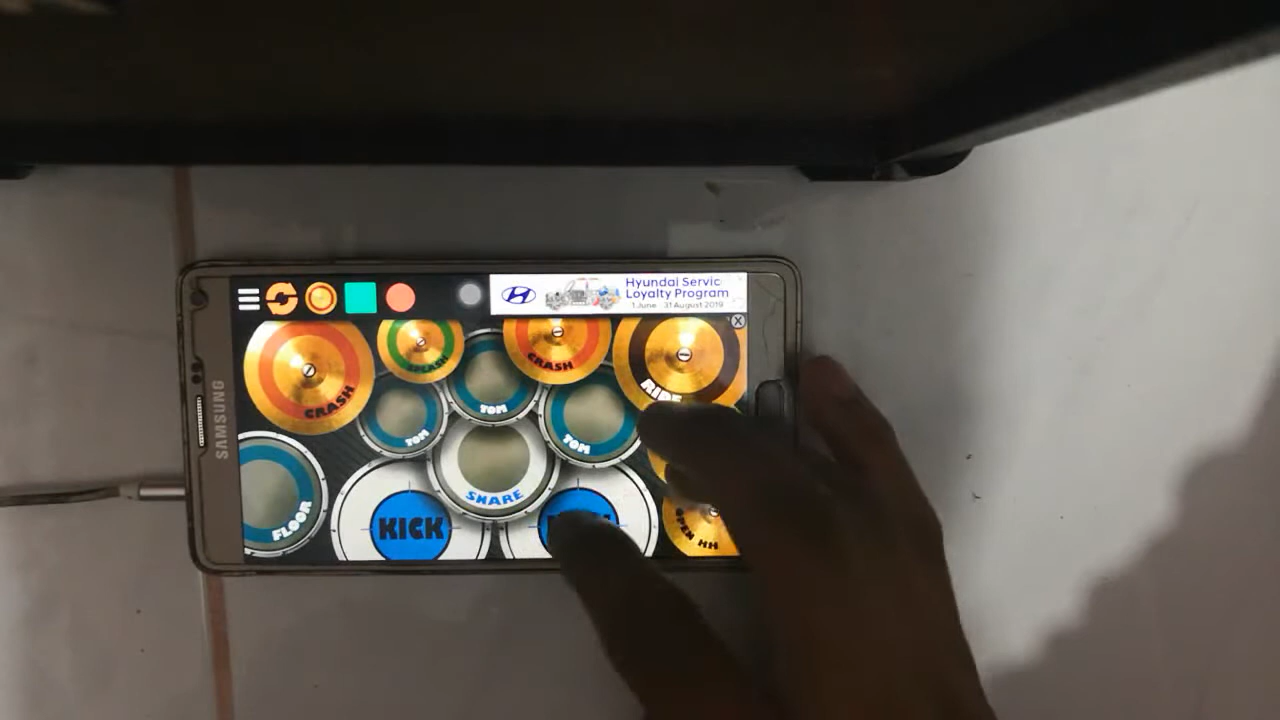 Hyundai Servic
Loyalty Program
1 June - 31 August 2019
SAMSUNG
CRASH
SPLASH
CRASH
RIDE
TOM
TOM
TOM
SNARE
FLOOR
KICK
OPEN HH